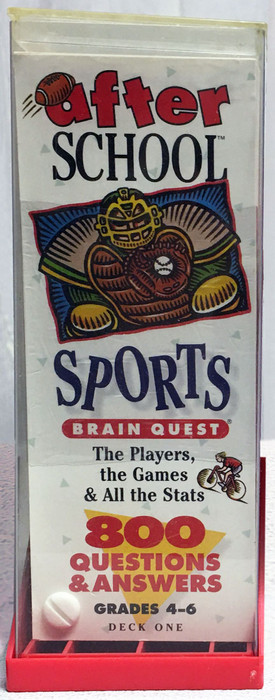 after
SCHOOL™
SPORTS
BRAIN QUEST®
The Players,
the Games
& All the Stats
800
QUESTIONS
& ANSWERS
GRADES 4–6
DECK ONE